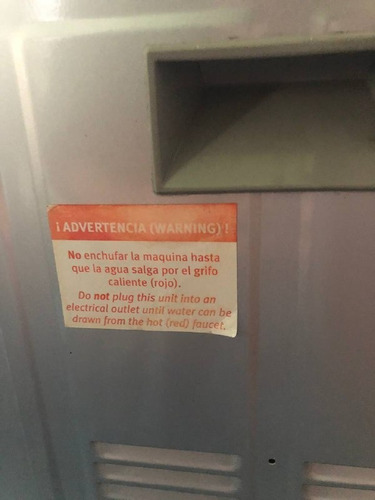 ¡ ADVERTENCIA (WARNING) !
No enchufar la maquina hasta
que la agua salga por el grifo
caliente (rojo).
Do not plug this unit into an
electrical outlet until water can be
drawn from the hot (red) faucet.